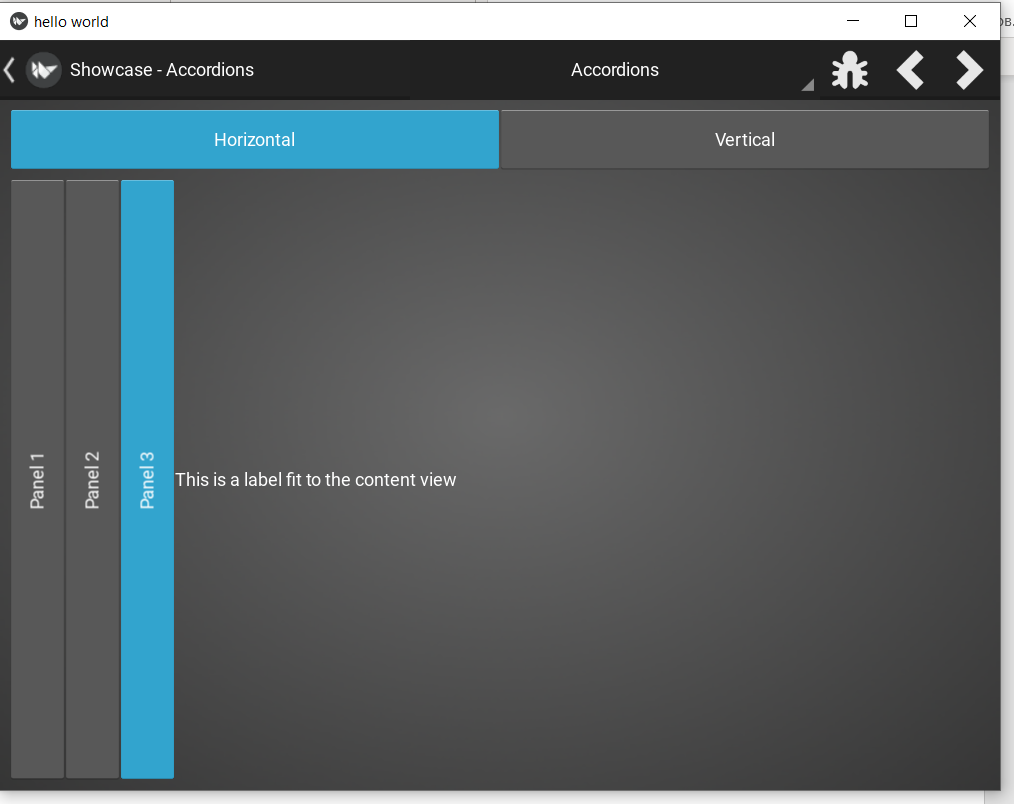 hello world
Showcase - Accordions
Accordions
Horizontal
Vertical
Panel 1
Panel 2
Panel 3
This is a label fit to the content view